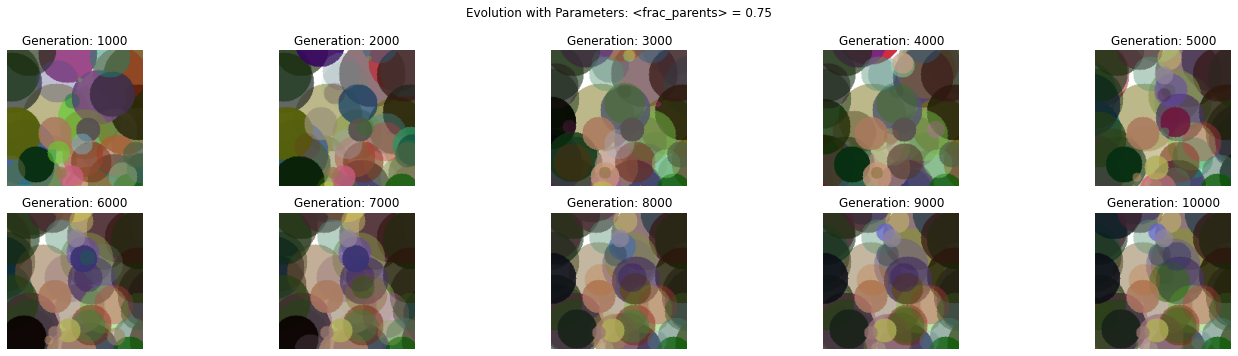 Evolution with Parameters: <frac_parents> = 0.75
Generation: 1000
Generation: 2000
Generation: 3000
Generation: 4000
Generation: 5000
Generation: 6000
Generation: 7000
Generation: 8000
Generation: 9000
Generation: 10000